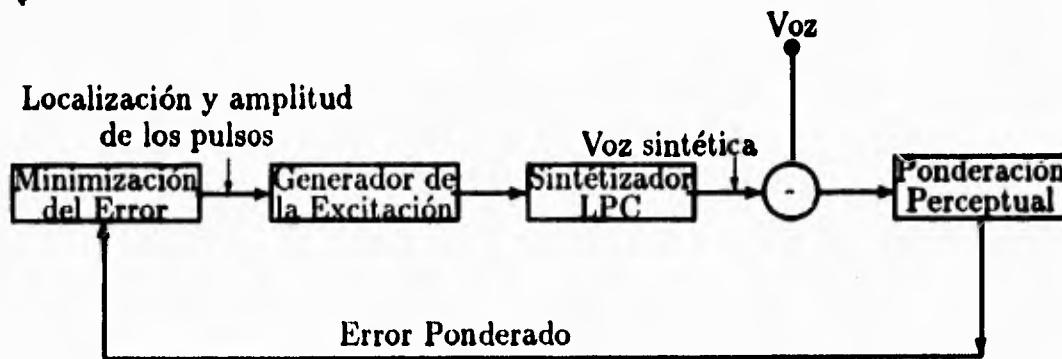 Voz
Localización y amplitud
de los pulsos
Voz sintética
Minimización
del Error
Generador de
la Excitación
Sintétizador
LPC
-
Ponderación
Perceptual
Error Ponderado